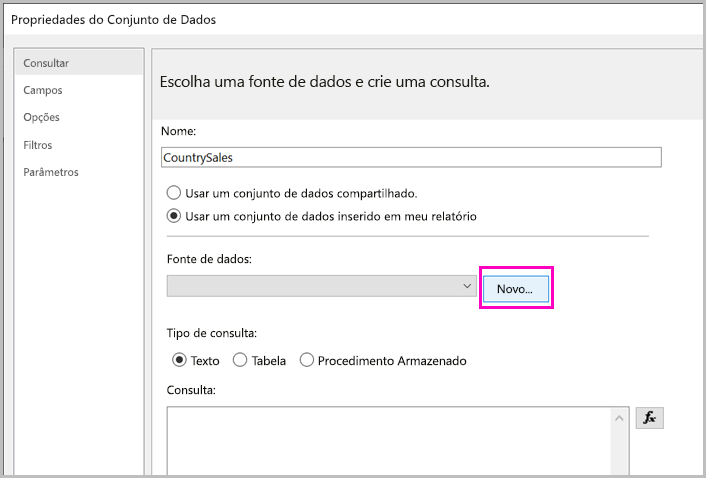 Propriedades do Conjunto de Dados
Consultar
Campos
Opções
Filtros
Parâmetros
Escolha uma fonte de dados e crie uma consulta.
Nome:
CountrySales
Usar um conjunto de dados compartilhado.
Usar um conjunto de dados inserido em meu relatório
Fonte de dados:
Novo...
Tipo de consulta:
Texto Tabela Procedimento Armazenado
Consulta:
fx